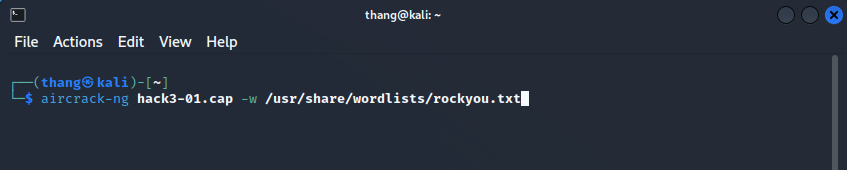 thang@kali: ~
File Actions Edit View Help
┌──(thang㉿kali)-[~]
└─$ aircrack-ng hack3-01.cap -w /usr/share/wordlists/rockyou.txt